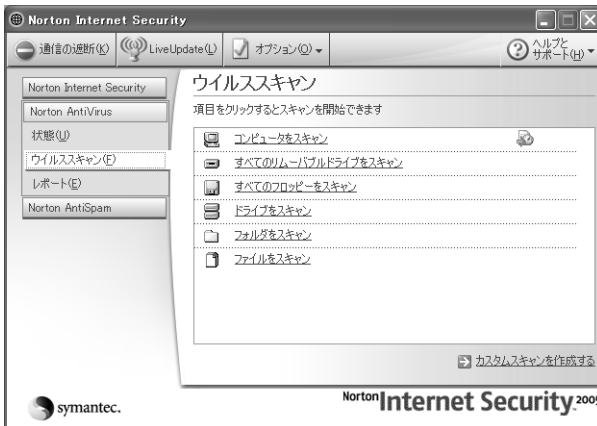 Norton Internet Security
通信の遮断(K) LiveUpdate(L) オプション(O) ヘルプと
サポート(H)
Norton Internet Security
Norton AntiVirus
状態(U)
ウイルススキャン(F)
レポート(E)
Norton AntiSpam
ウイルススキャン
項目をクリックするとスキャンを開始できます
コンピュータをスキャン
すべてのリムーバブルドライブをスキャン
すべてのフロッピーをスキャン
ドライブをスキャン
フォルダをスキャン
ファイルをスキャン
カスタムスキャンを作成する
symantec.
Norton Internet Security 2005